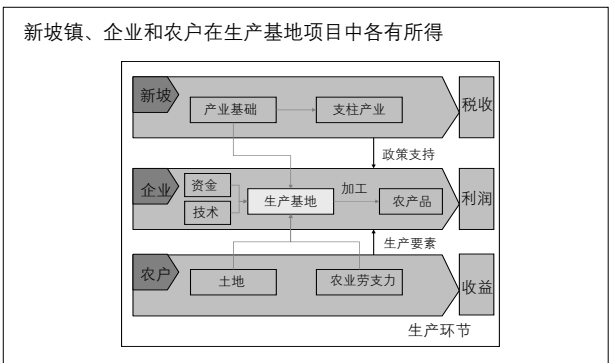 新坡镇、企业和农户在生产基地项目中各有所得
新坡
产业基础
支柱产业
税收
政策支持
企业
资金
技术
生产基地
加工
农产品
利润
生产要素
农户
土地
农业劳支力
收益
生产环节